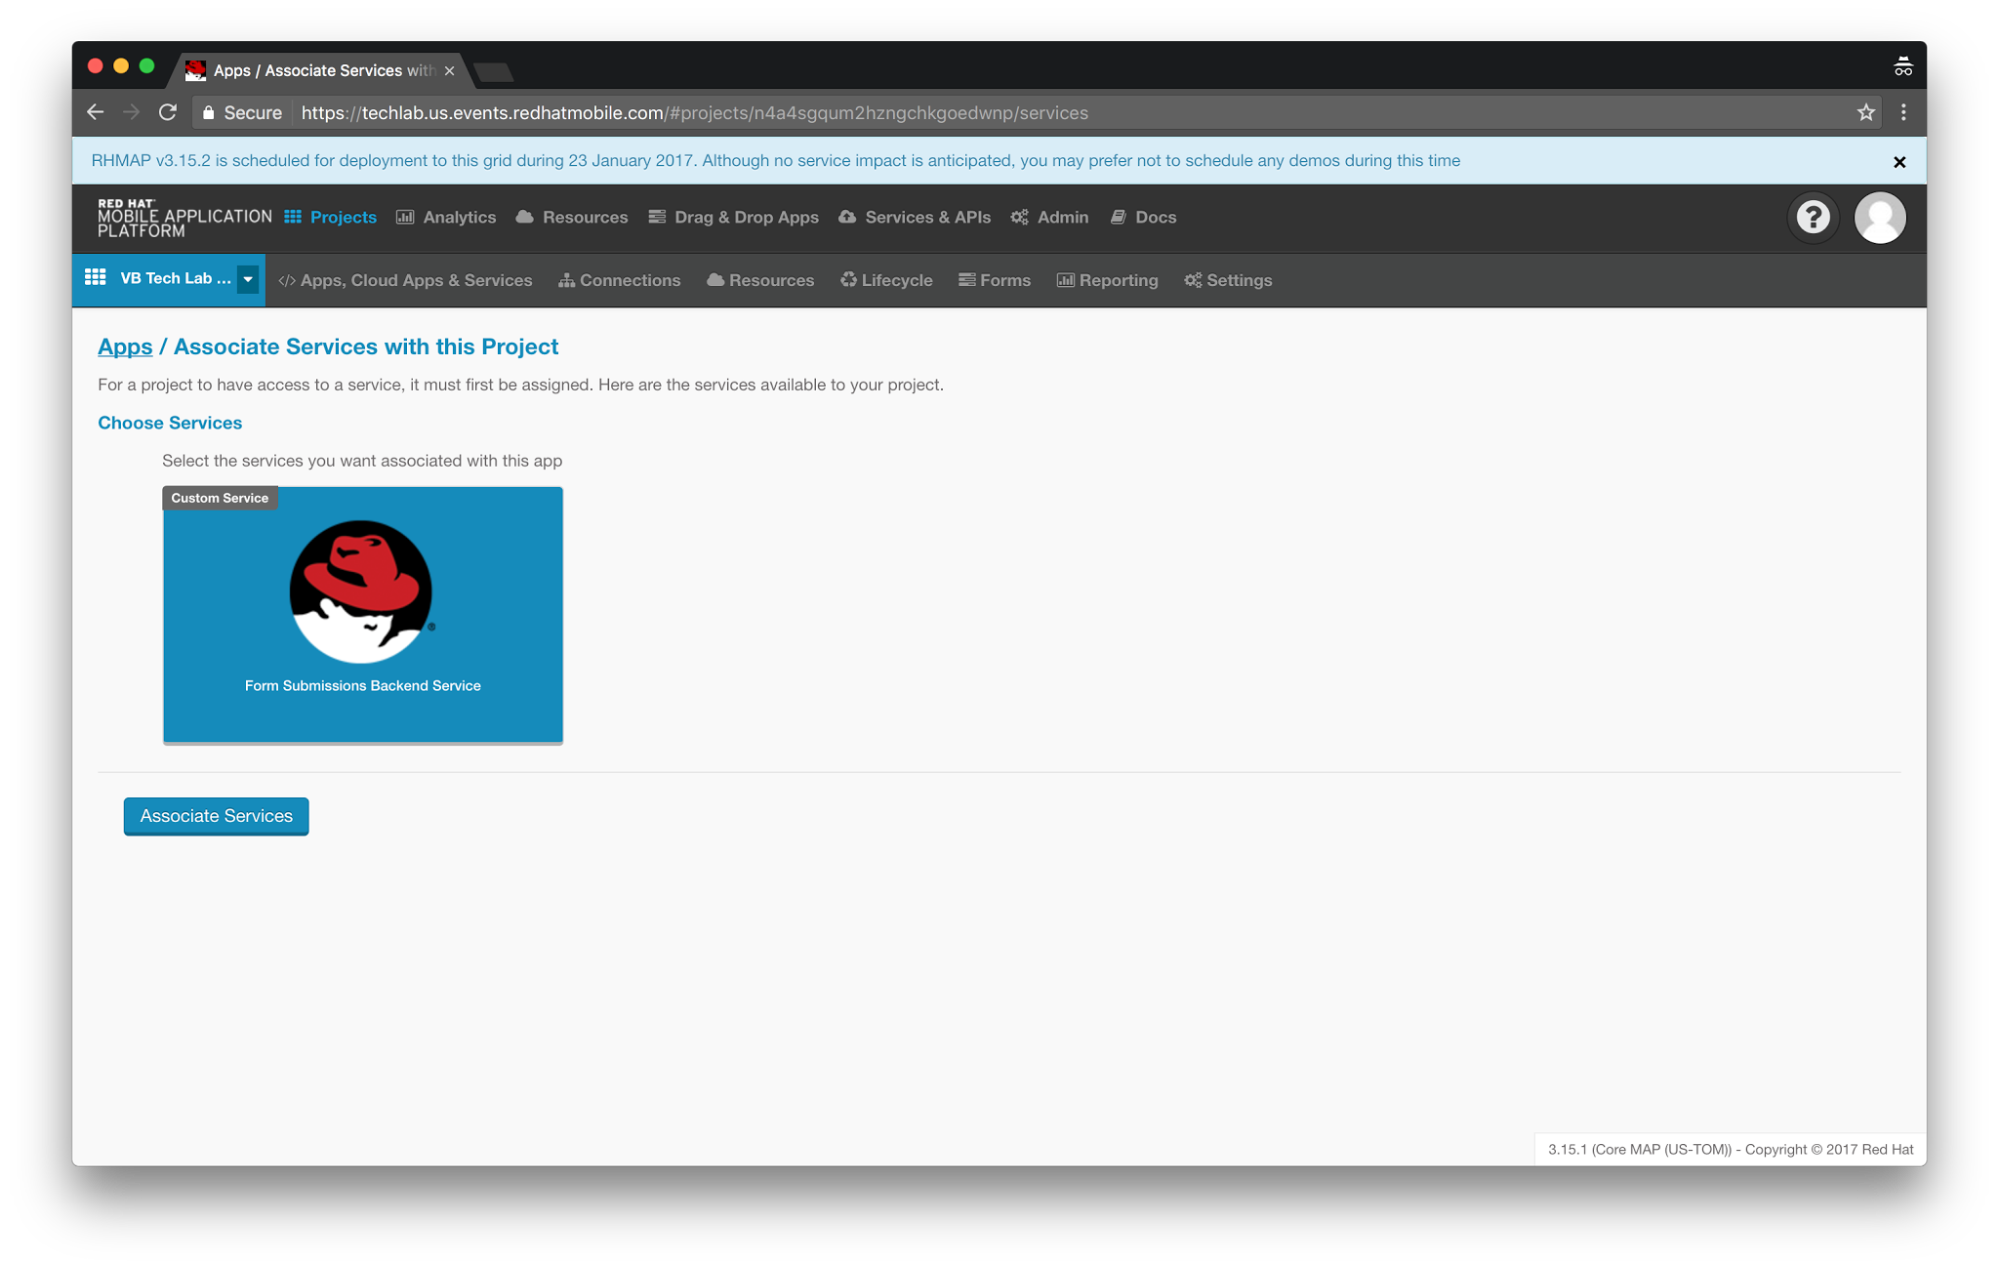 Apps / Associate Services with
Secure https://techlab.us.events.redhatmobile.com/#projects/n4a4sgqum2hzngchkgoedwnp/services
RHMAP v3.15.2 is scheduled for deployment to this grid during 23 January 2017. Although no service impact is anticipated, you may prefer not to schedule any demos during this time
RED HAT
MOBILE APPLICATION
PLATFORM
Projects Analytics Resources Drag & Drop Apps Services & APIs Admin Docs
VB Tech Lab ... </> Apps, Cloud Apps & Services Connections Resources Lifecycle Forms Reporting Settings
Apps / Associate Services with this Project
For a project to have access to a service, it must first be assigned. Here are the services available to your project.
Choose Services
Select the services you want associated with this app
Custom Service
Form Submissions Backend Service
Associate Services
3.15.1 (Core MAP (US-TOM)) - Copyright © 2017 Red Hat